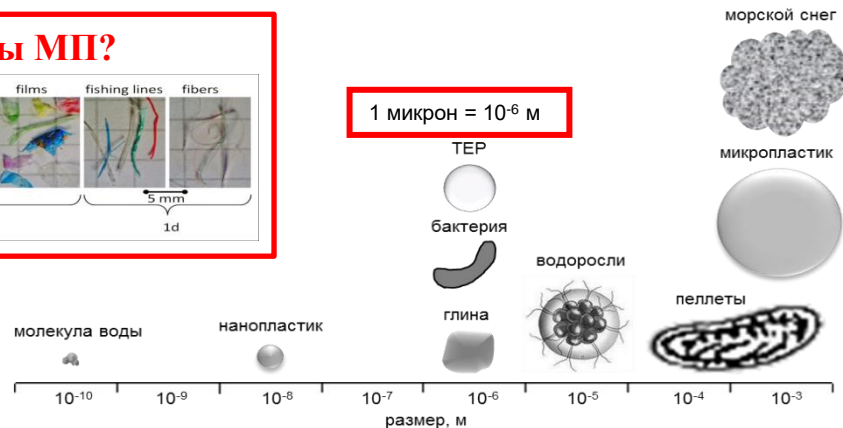 ы МП?
films fishing lines fibers
5 mm
1d
1 микрон = 10⁻⁶ м
морской снег
ТЕР
микропластик
бактерия
водоросли
пеллеты
глина
нанопластик
молекула воды
10⁻¹⁰ 10⁻⁹ 10⁻⁸ 10⁻⁷ 10⁻⁶ 10⁻⁵ 10⁻⁴ 10⁻³
размер, м